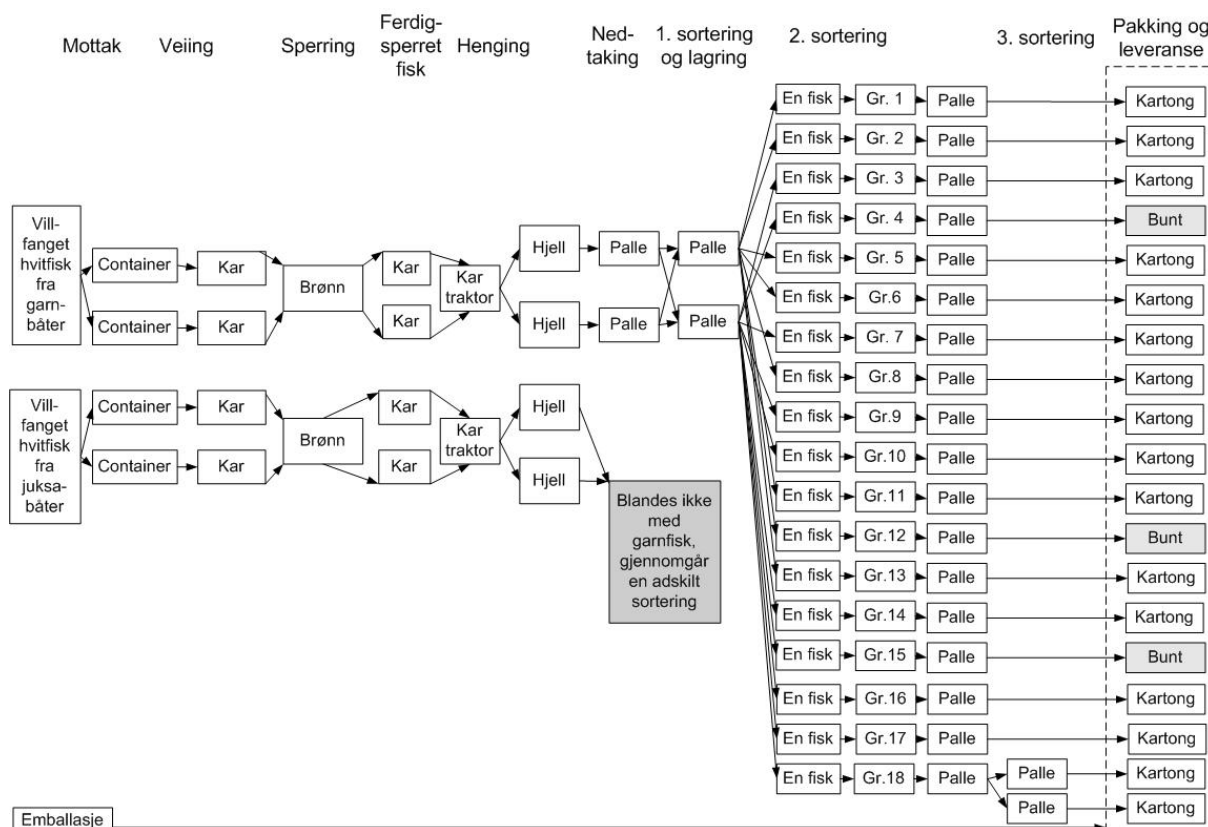 Mottak
Veiing
Sperring
Ferdig-
sperret
fisk
Henging
Ned-
taking
1. sortering
og lagring
2. sortering
3. sortering
Pakking og
leveranse
Vill-
fanget
hvitfisk
fra
garn-
båter
Container
Kar
Container
Kar
Brønn
Kar
Kar
Kar
traktor
Hjell
Hjell
Palle
Palle
Palle
Palle
Vill-
fanget
hvitfisk
fra
juksa-
båter
Container
Kar
Container
Kar
Brønn
Kar
Kar
Kar
traktor
Hjell
Hjell
Blandes ikke
med
garnfisk,
gjennomgår
en adskilt
sortering
En fisk Gr. 1 Palle Kartong
En fisk Gr. 2 Palle Kartong
En fisk Gr. 3 Palle Kartong
En fisk Gr. 4 Palle Bunt
En fisk Gr. 5 Palle Kartong
En fisk Gr.6 Palle Kartong
En fisk Gr. 7 Palle Kartong
En fisk Gr.8 Palle Kartong
En fisk Gr.9 Palle Kartong
En fisk Gr.10 Palle Kartong
En fisk Gr.11 Palle Kartong
En fisk Gr.12 Palle Bunt
En fisk Gr.13 Palle Kartong
En fisk Gr.14 Palle Kartong
En fisk Gr.15 Palle Bunt
En fisk Gr.16 Palle Kartong
En fisk Gr.17 Palle Kartong
En fisk Gr.18 Palle
Palle Kartong
Palle Kartong
Emballasje